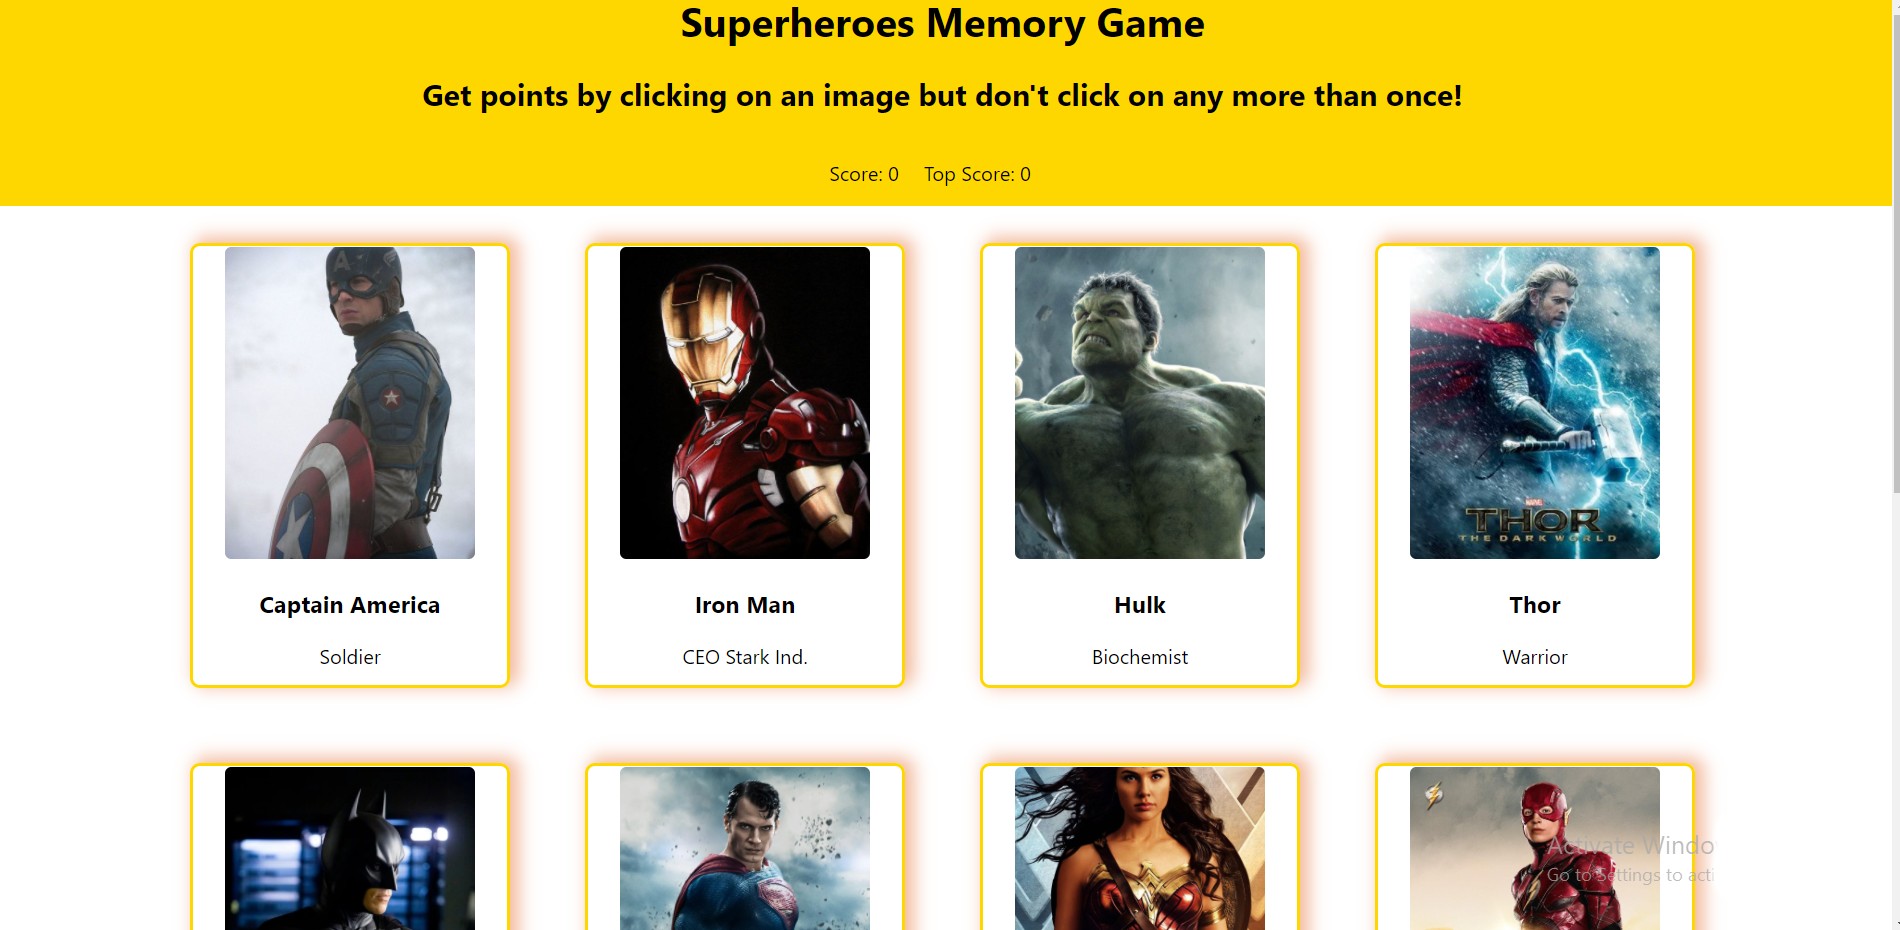 Superheroes Memory Game
Get points by clicking on an image but don't click on any more than once!
Score: 0 Top Score: 0
A
MARVEL
THOR
THE DARK WORLD
Captain America
Iron Man
Hulk
Thor
Soldier
CEO Stark Ind.
Biochemist
Warrior
Activate Windo
Go to Settings to acti